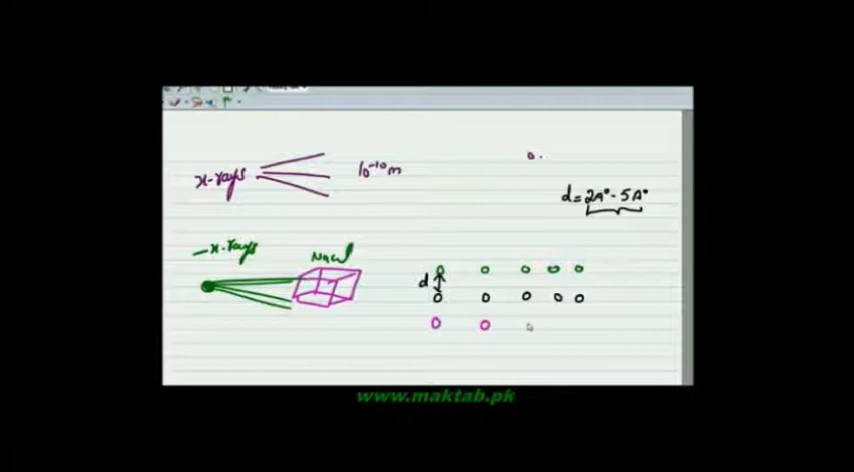 x-rays 10⁻¹⁰m
d=2A°-5A°
x-rays
Nacl
d
www.maktab.pk